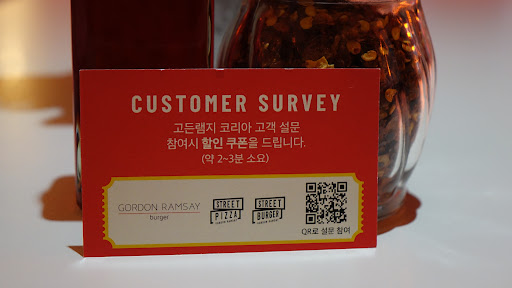 CUSTOMER SURVEY
고든램지 코리아 고객 설문
참여시 할인 쿠폰을 드립니다.
(약 2~3분 소요)
GORDON RAMSAY
burger
STREET
PIZZA
STREET
BURGER
QR로 설문 참여